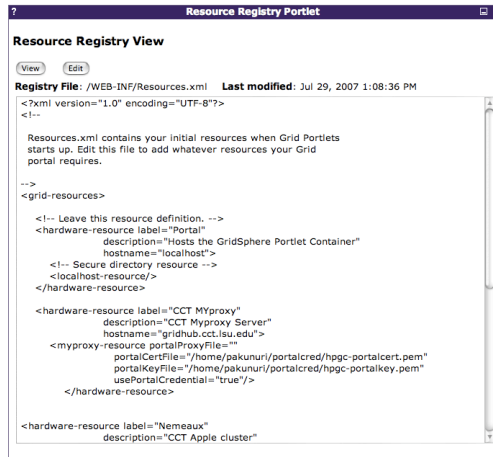 ? Resource Registry Portlet
Resource Registry View
View Edit
Registry File: /WEB-INF/Resources.xml Last modified: Jul 29, 2007 1:08:36 PM
<?xml version="1.0" encoding="UTF-8"?>
<!--
Resources.xml contains your initial resources when Grid Portlets
starts up. Edit this file to add whatever resources your Grid
portal requires.
-->
<grid-resources>
<!-- Leave this resource definition. -->
<hardware-resource label="Portal"
description="Hosts the GridSphere Portlet Container"
hostname="localhost">
<!-- Secure directory resource -->
<localhost-resource/>
</hardware-resource>
<hardware-resource label="CCT MYproxy"
description="CCT Myproxy Server"
hostname="gridhub.cct.lsu.edu">
<myproxy-resource portalProxyFile=""
portalCertFile="/home/pakunuri/portalcred/hpgc-portalcert.pem"
portalKeyFile="/home/pakunuri/portalcred/hpgc-portalkey.pem"
usePortalCredential="true"/>
</hardware-resource>
<hardware-resource label="Nemeaux"
description="CCT Apple cluster"